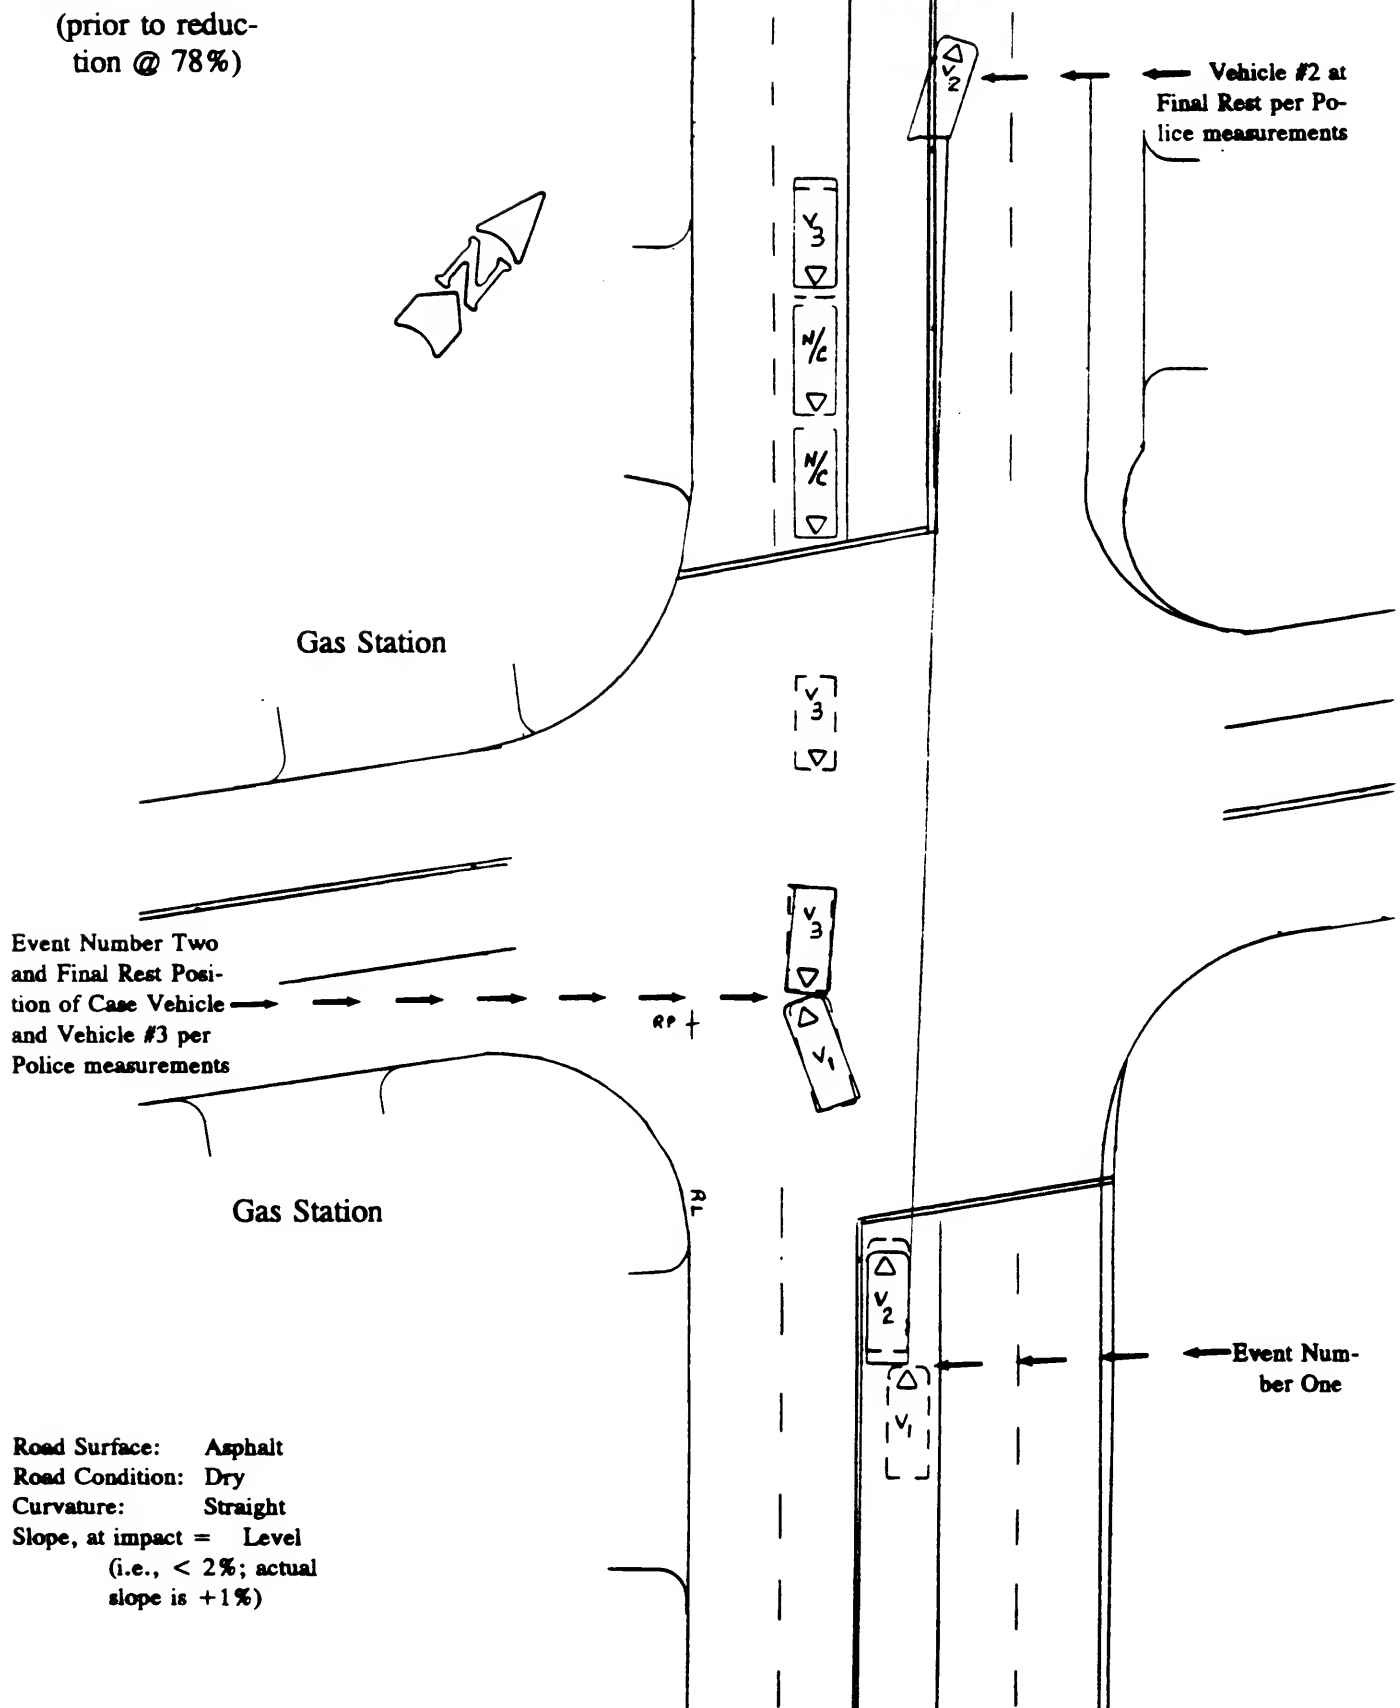 (prior to reduc-
tion @ 78%)
V2
Vehicle #2 at
Final Rest per Po-
lice measurements
V3
N
N/C
N/C
Gas Station
V3
V3
Event Number Two
and Final Rest Posi-
tion of Case Vehicle
and Vehicle #3 per
Police measurements
RP
V1
RL
Gas Station
V2
Event Num-
ber One
V1
Road Surface: Asphalt
Road Condition: Dry
Curvature: Straight
Slope, at impact = Level
(i.e., < 2%; actual
slope is +1%)